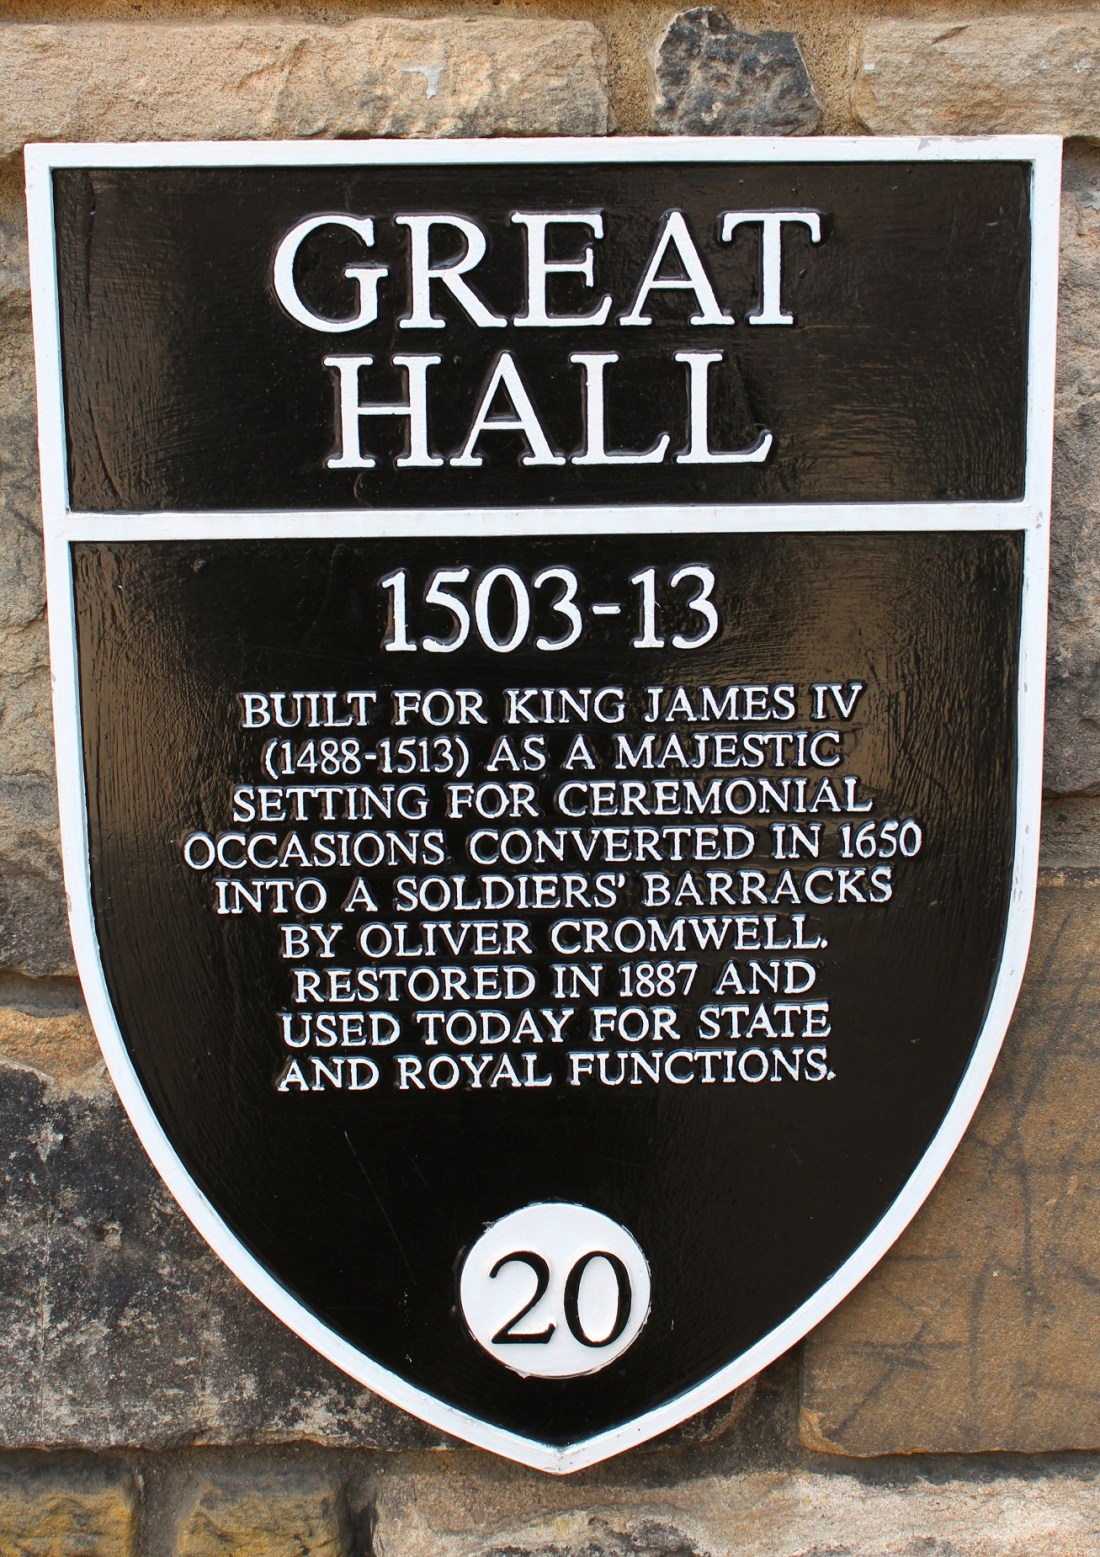 GREAT
HALL
1503-13
BUILT FOR KING JAMES IV
(1488-1513) AS A MAJESTIC
SETTING FOR CEREMONIAL
OCCASIONS CONVERTED IN 1650
INTO A SOLDIERS' BARRACKS
BY OLIVER CROMWELL.
RESTORED IN 1887 AND
USED TODAY FOR STATE
AND ROYAL FUNCTIONS.
20